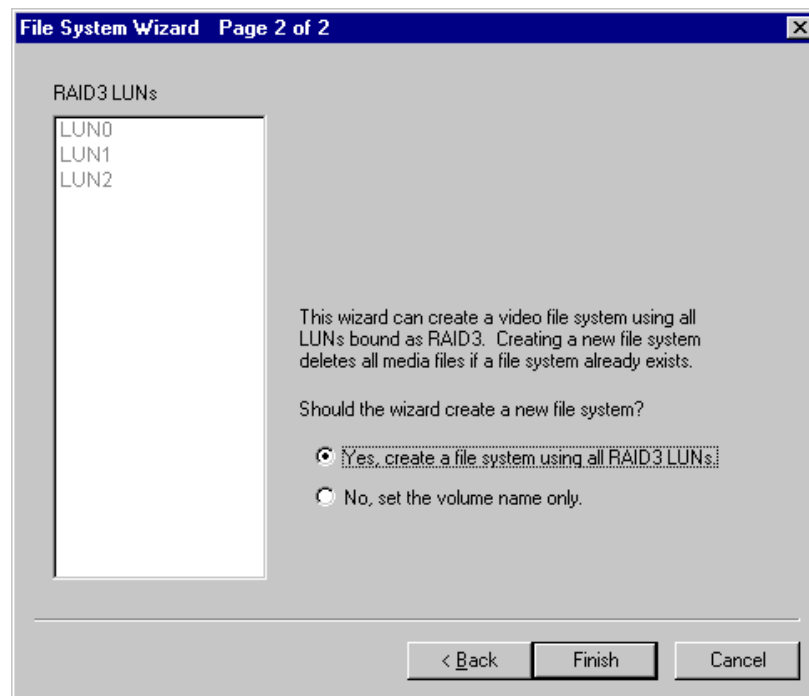 File System Wizard   Page 2 of 2
RAID3 LUNs
LUN0
LUN1
LUN2
This wizard can create a video file system using all
LUNs bound as RAID3.  Creating a new file system
deletes all media files if a file system already exists.
Should the wizard create a new file system?
Yes, create a file system using all RAID3 LUNs.
No, set the volume name only.
< Back
Finish
Cancel